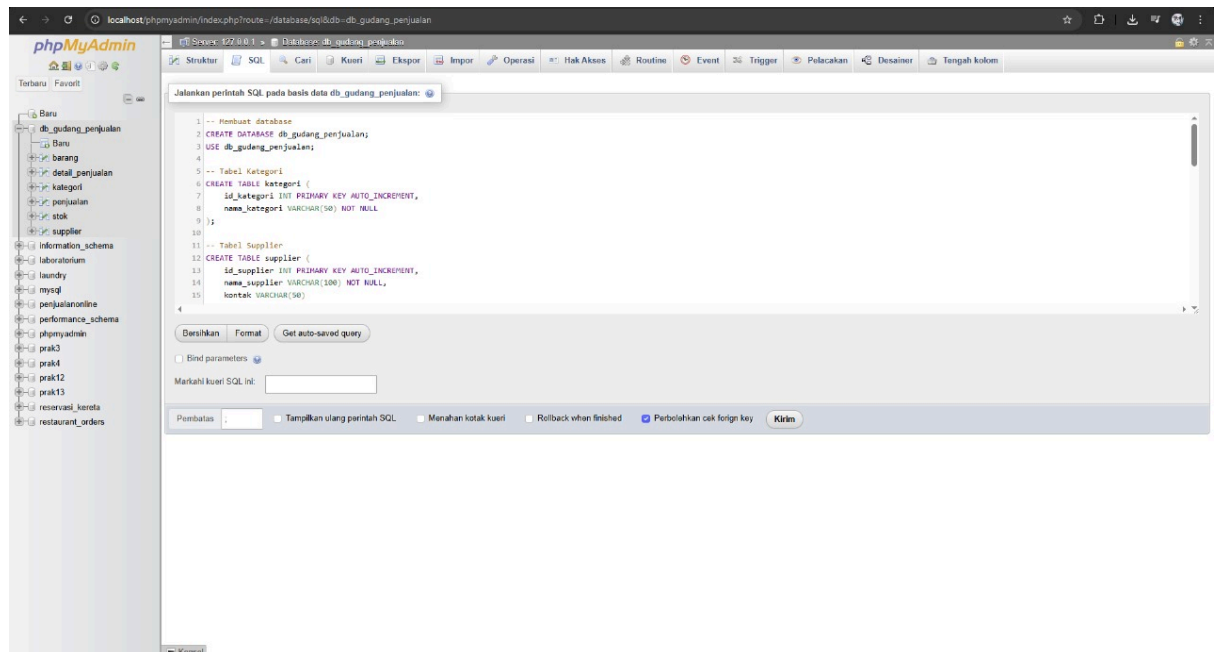 localhost/phpmyadmin/index.php?route=/database/sql&db=db_gudang_penjualan
phpMyAdmin
Terbaru Favorit
Baru
db_gudang_penjualan
Baru
barang
detail_penjualan
kategori
penjualan
stok
supplier
information_schema
laboratorium
laundry
mysql
penjualanonline
performance_schema
phpmyadmin
prak3
prak4
prak12
prak13
reservasi_kereta
restaurant_orders
Server: 127.0.0.1 » Database: db_gudang_penjualan
Struktur SQL Cari Kueri Ekspor Impor Operasi Hak Akses Routine Event Trigger Pelacakan Desainer Tengah kolom
Jalankan perintah SQL pada basis data db_gudang_penjualan:
1 -- Membuat database
2 CREATE DATABASE db_gudang_penjualan;
3 USE db_gudang_penjualan;
4
5 -- Tabel Kategori
6 CREATE TABLE kategori (
7 id_kategori INT PRIMARY KEY AUTO_INCREMENT,
8 nama_kategori VARCHAR(50) NOT NULL
9 );
10
11 -- Tabel Supplier
12 CREATE TABLE supplier (
13 id_supplier INT PRIMARY KEY AUTO_INCREMENT,
14 nama_supplier VARCHAR(100) NOT NULL,
15 kontak VARCHAR(50)
Bersihkan Format Get auto-saved query
Bind parameters
Markahi kueri SQL ini:
Pembatas ; Tampilkan ulang perintah SQL Menahan kotak kueri Rollback when finished Perbolehkan cek forign key Kirim
Konsol